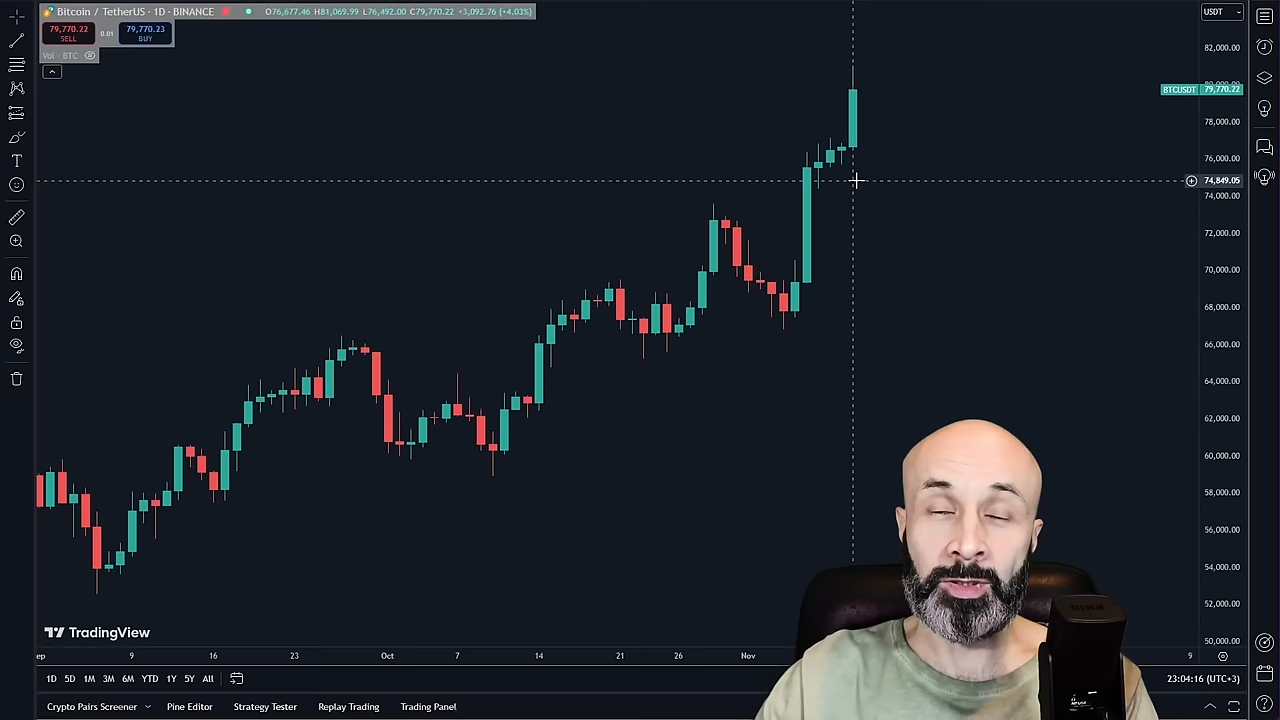 Bitcoin / TetherUS · 1D · BINANCE O76,677.46 H81,069.99 L76,492.00 C79,770.22 +3,092.76 (+4.03%)
USDT
79,770.22 0.01 79,770.23
SELL BUY
Vol · BTC
82,000.00
80,000.00
BTCUSDT 79,770.22
78,000.00
76,000.00
74,849.05
74,000.00
72,000.00
70,000.00
68,000.00
66,000.00
64,000.00
62,000.00
60,000.00
58,000.00
56,000.00
54,000.00
52,000.00
50,000.00
TradingView
ep 9 16 23 Oct 7 14 21 26 Nov 9
1D 5D 1M 3M 6M YTD 1Y 5Y All 23:04:16 (UTC+3)
Crypto Pairs Screener Pine Editor Strategy Tester Replay Trading Trading Panel